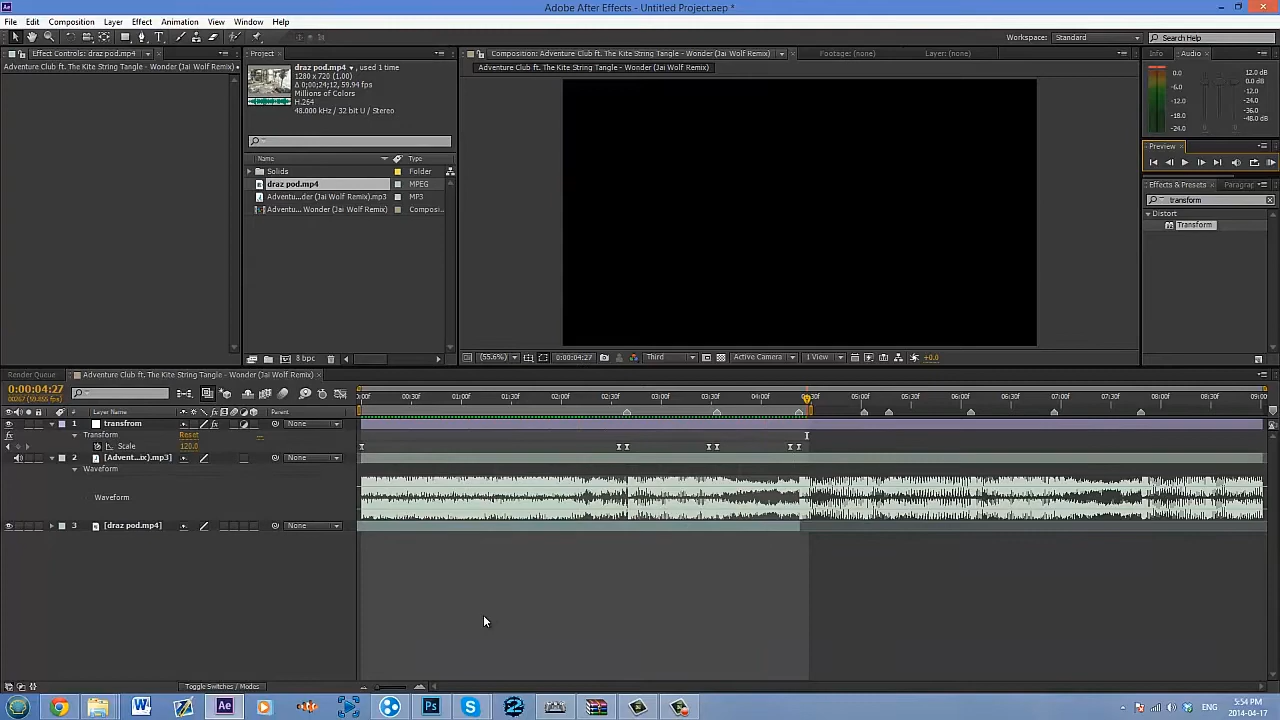 Adobe After Effects - Untitled Project.aep *
File Edit Composition Layer Effect Animation View Window Help
Workspace: Standard Search Help
Effect Controls: draz pod.mp4
Project
Composition: Adventure Club ft. The Kite String Tangle - Wonder (Jai Wolf Remix)
Footage: (none)
Layer: (none)
Info Audio
Adventure Club ft. The Kite String Tangle - Wonder (Jai Wolf Remix) • draz pod.mp4
draz pod.mp4 ▼, used 1 time
1280 x 720 (1.00)
Δ 0;00;24;12, 59.94 fps
Millions of Colors
H.264
48.000 kHz / 32 bit U / Stereo
Adventure Club ft. The Kite String Tangle - Wonder (Jai Wolf Remix)
0.0
-6.0
-12.0
-18.0
-24.0
12.0 dB
0.0 dB
-12.0
-24.0
-36.0
-48.0 dB
Preview
Effects & Presets Paragrap
transform
Distort
Transform
Name Type
Solids Folder
draz pod.mp4 MPEG
Adventu...der (Jai Wolf Remix).mp3 MP3
Adventu... Wonder (Jai Wolf Remix) Composi...
8 bpc
(55.6%) 0:00:04:27 Third Active Camera 1 View +0.0
Render Queue Adventure Club ft. The Kite String Tangle - Wonder (Jai Wolf Remix)
0:00:04:27
# Layer Name Parent
:00f 00:30f 01:00f 01:30f 02:00f 02:30f 03:00f 03:30f 04:00f 05:00f 05:30f 06:00f 06:30f 07:00f 07:30f 08:00f 08:30f 09:00
1 transfrom None
Transform Reset
Scale 120.0
2 [Advent...ix).mp3] None
Waveform
Waveform
3 [draz pod.mp4] None
Toggle Switches / Modes
ENG
5:54 PM
2014-04-17